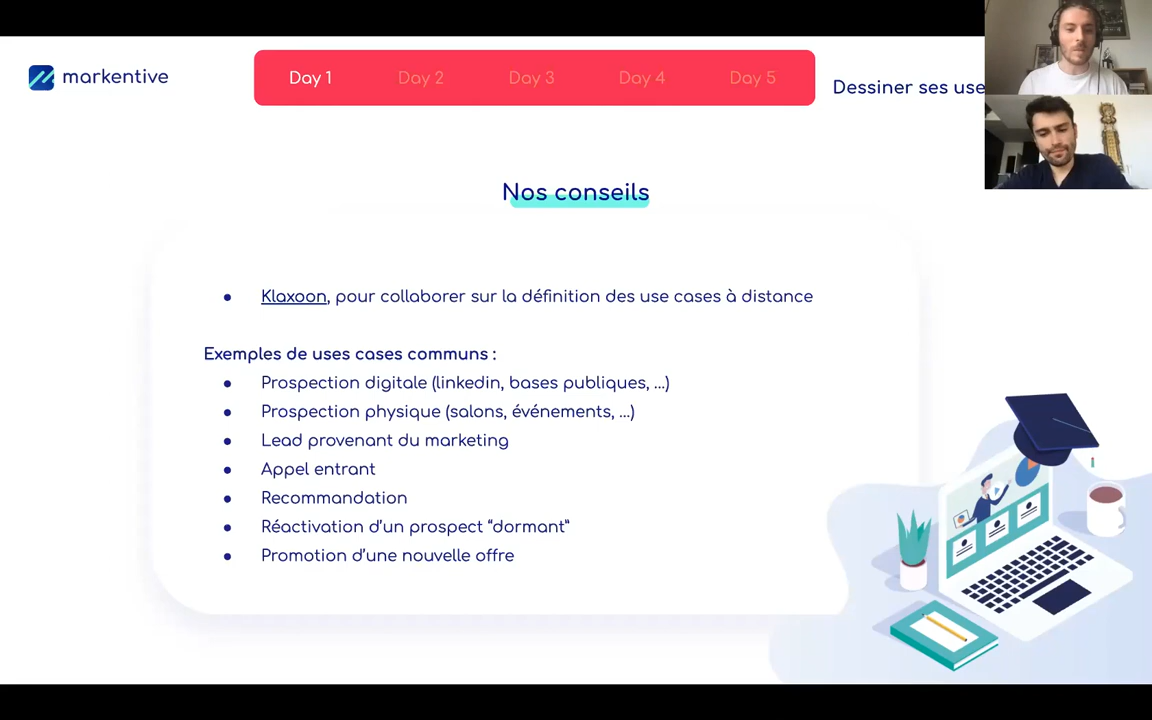 markentive
Day 1 Day 2 Day 3 Day 4 Day 5
Dessiner ses use
Nos conseils
● Klaxoon, pour collaborer sur la définition des use cases à distance
Exemples de uses cases communs :
● Prospection digitale (linkedin, bases publiques, ...)
● Prospection physique (salons, événements, ...)
● Lead provenant du marketing
● Appel entrant
● Recommandation
● Réactivation d’un prospect “dormant”
● Promotion d’une nouvelle offre